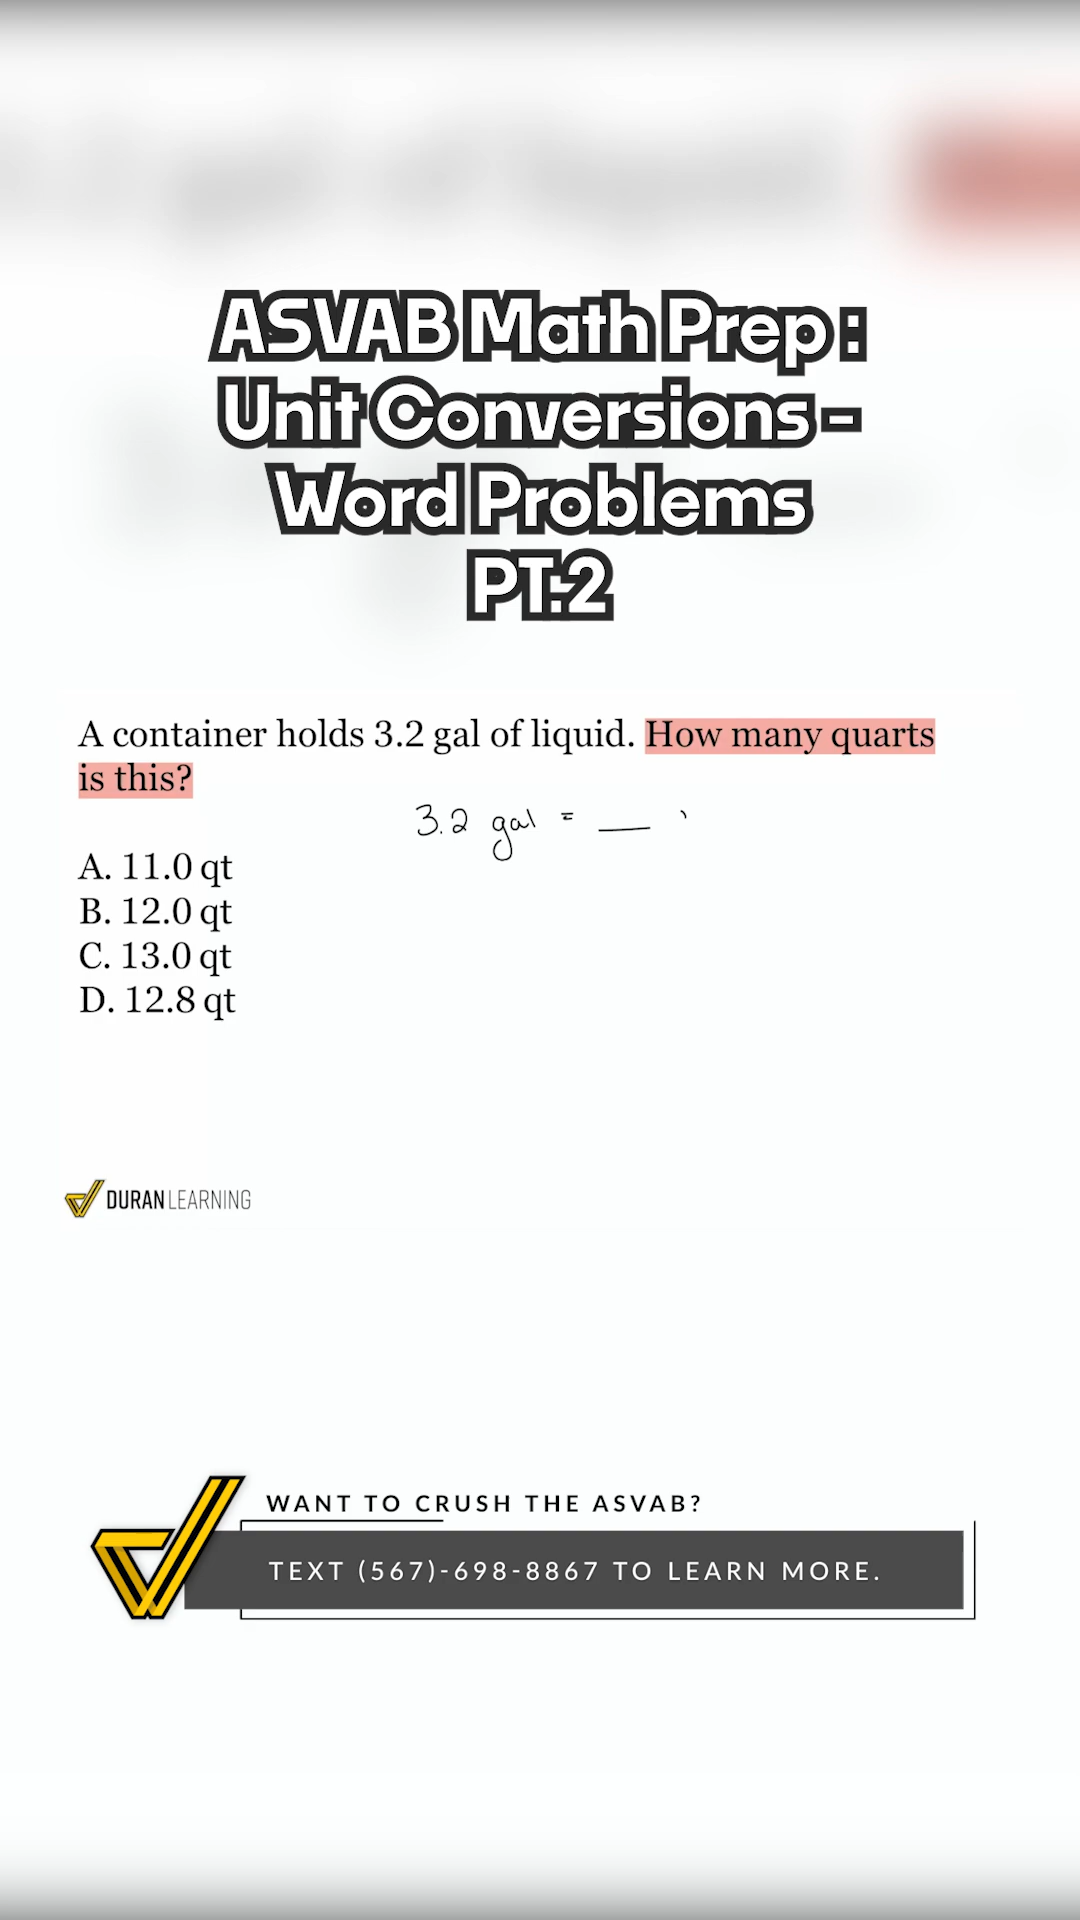 ASVAB Math Prep :
Unit Conversions -
Word Problems
PT.2
A container holds 3.2 gal of liquid. How many quarts
is this?
3.2 gal = __
A. 11.0 qt
B. 12.0 qt
C. 13.0 qt
D. 12.8 qt
DURAN LEARNING
WANT TO CRUSH THE ASVAB?
TEXT (567)-698-8867 TO LEARN MORE.